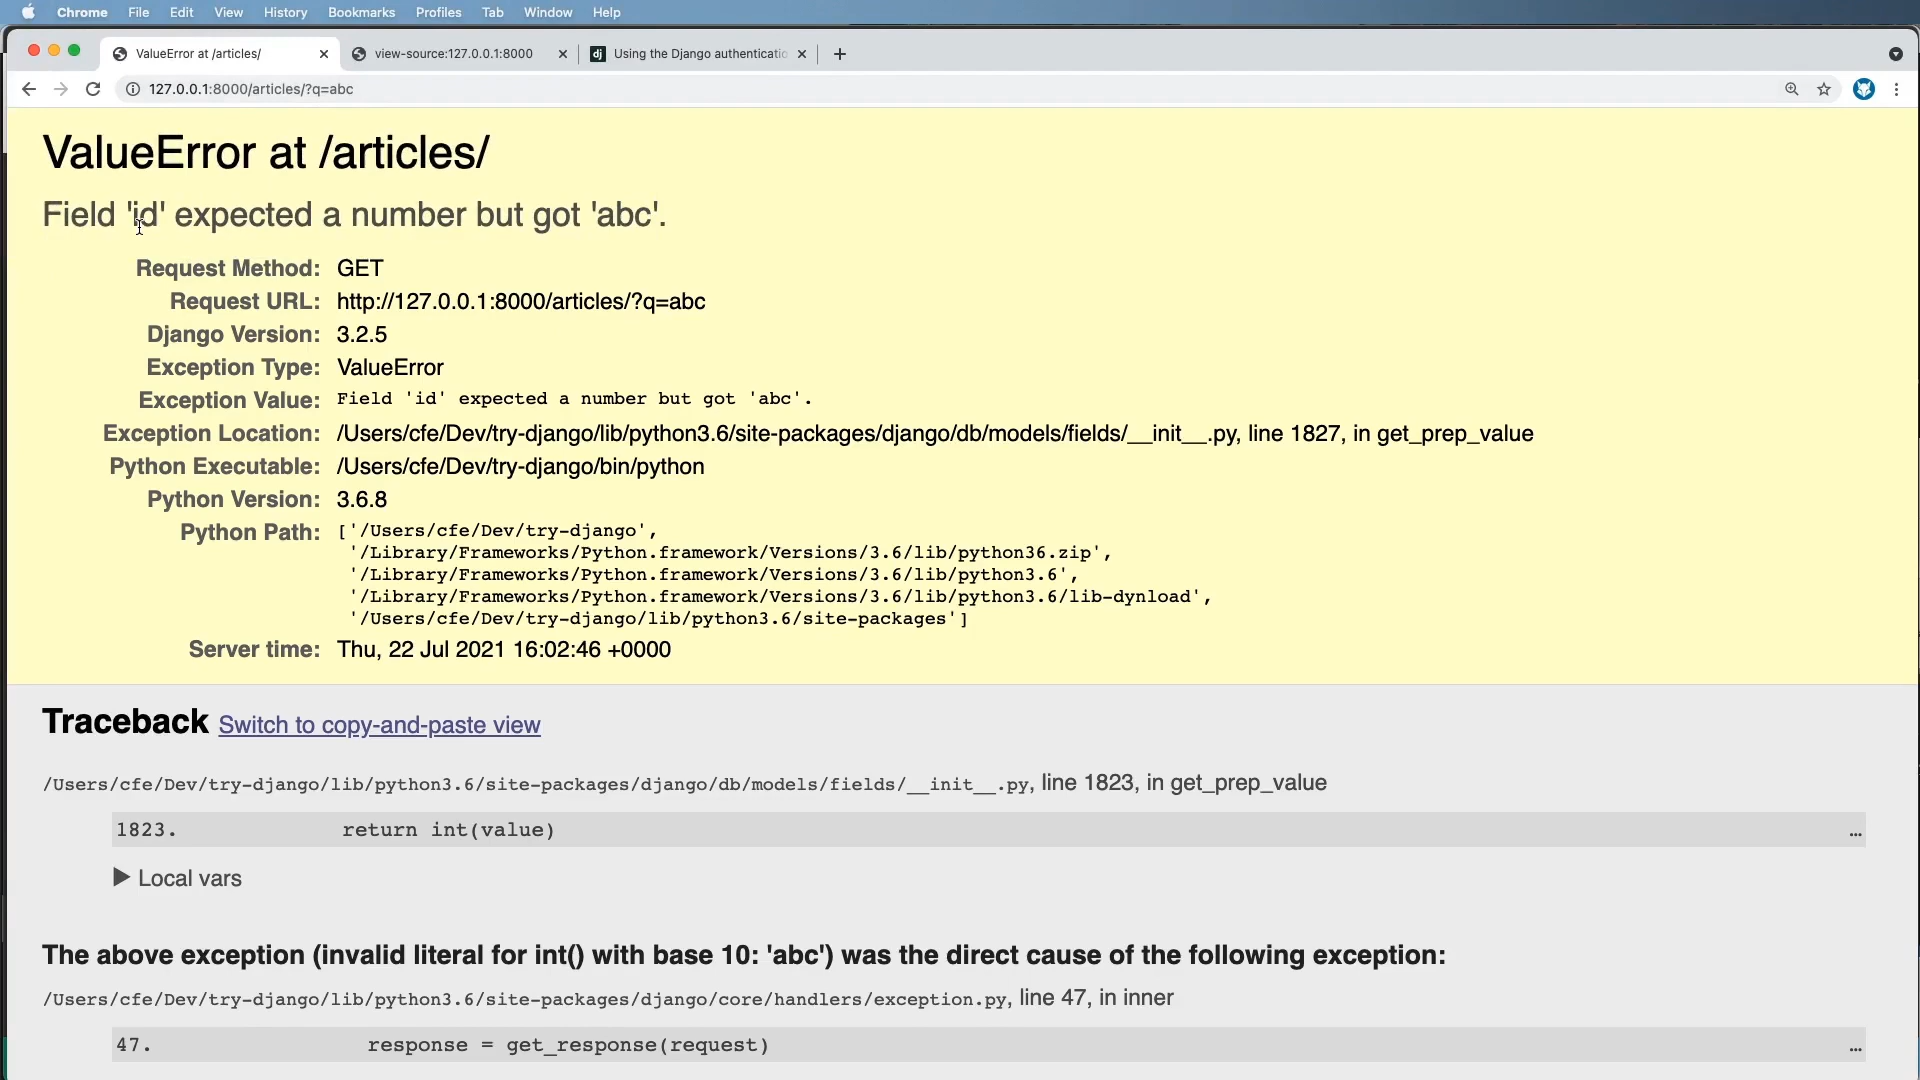 Chrome File Edit View History Bookmarks Profiles Tab Window Help
ValueError at /articles/ view-source:127.0.0.1:8000 dj Using the Django authenticatio
127.0.0.1:8000/articles/?q=abc
ValueError at /articles/
Field 'id' expected a number but got 'abc'.
Request Method: GET
Request URL: http://127.0.0.1:8000/articles/?q=abc
Django Version: 3.2.5
Exception Type: ValueError
Exception Value: Field 'id' expected a number but got 'abc'.
Exception Location: /Users/cfe/Dev/try-django/lib/python3.6/site-packages/django/db/models/fields/__init__.py, line 1827, in get_prep_value
Python Executable: /Users/cfe/Dev/try-django/bin/python
Python Version: 3.6.8
Python Path: ['/Users/cfe/Dev/try-django',
'/Library/Frameworks/Python.framework/Versions/3.6/lib/python36.zip',
'/Library/Frameworks/Python.framework/Versions/3.6/lib/python3.6',
'/Library/Frameworks/Python.framework/Versions/3.6/lib/python3.6/lib-dynload',
'/Users/cfe/Dev/try-django/lib/python3.6/site-packages']
Server time: Thu, 22 Jul 2021 16:02:46 +0000
Traceback Switch to copy-and-paste view
/Users/cfe/Dev/try-django/lib/python3.6/site-packages/django/db/models/fields/__init__.py, line 1823, in get_prep_value
1823. return int(value) …
▶ Local vars
The above exception (invalid literal for int() with base 10: 'abc') was the direct cause of the following exception:
/Users/cfe/Dev/try-django/lib/python3.6/site-packages/django/core/handlers/exception.py, line 47, in inner
47. response = get_response(request) …